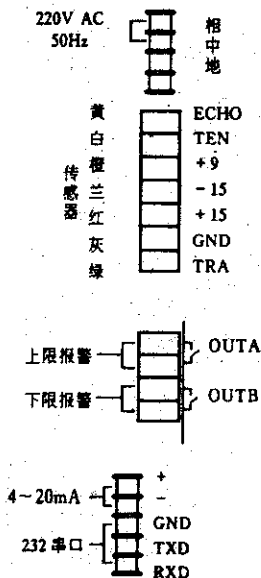 220V AC
50Hz
相中地
黄 ECHO
白 TEN
橙 +9
兰 -15
红 +15
灰 GND
绿 TRA
传感器
上限报警 OUTA
下限报警 OUTB
+
4~20mA -
GND
232 串口 TXD
RXD